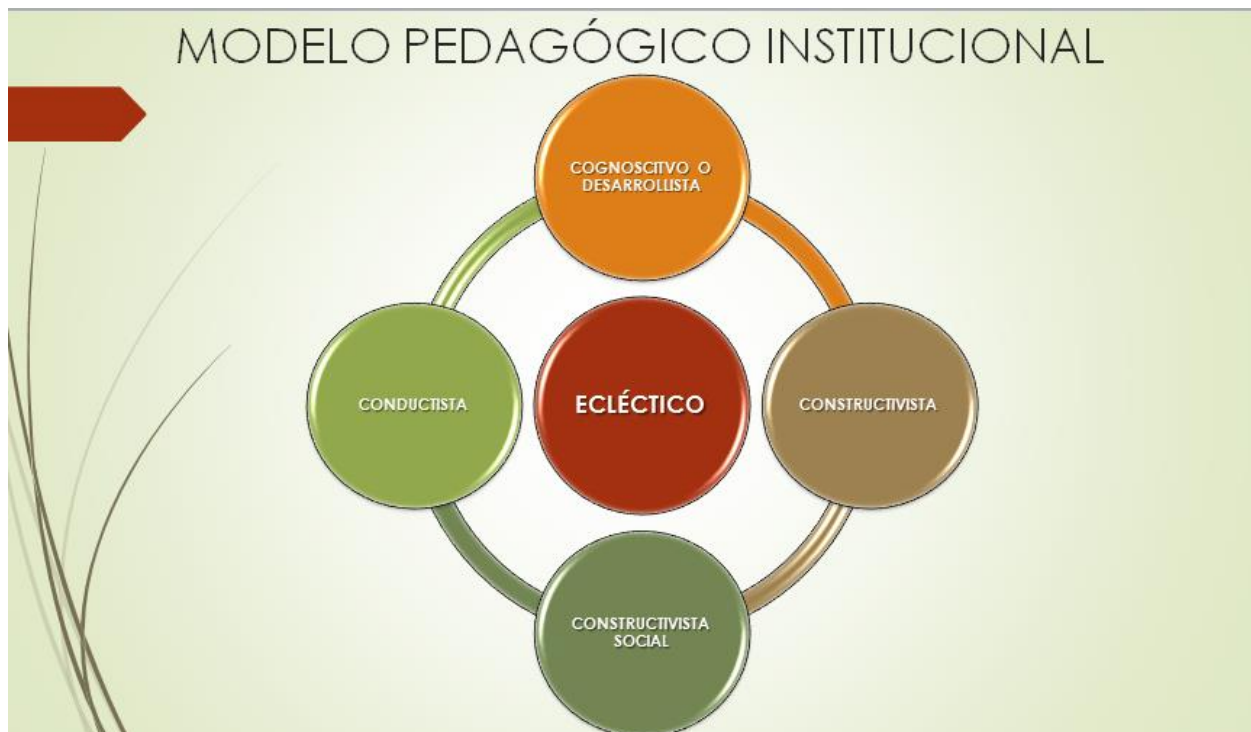 MODELO PEDAGÓGICO INSTITUCIONAL
COGNOSCITVO O
DESARROLLISTA
CONDUCTISTA
ECLÉCTICO
CONSTRUCTIVISTA
CONSTRUCTIVISTA
SOCIAL